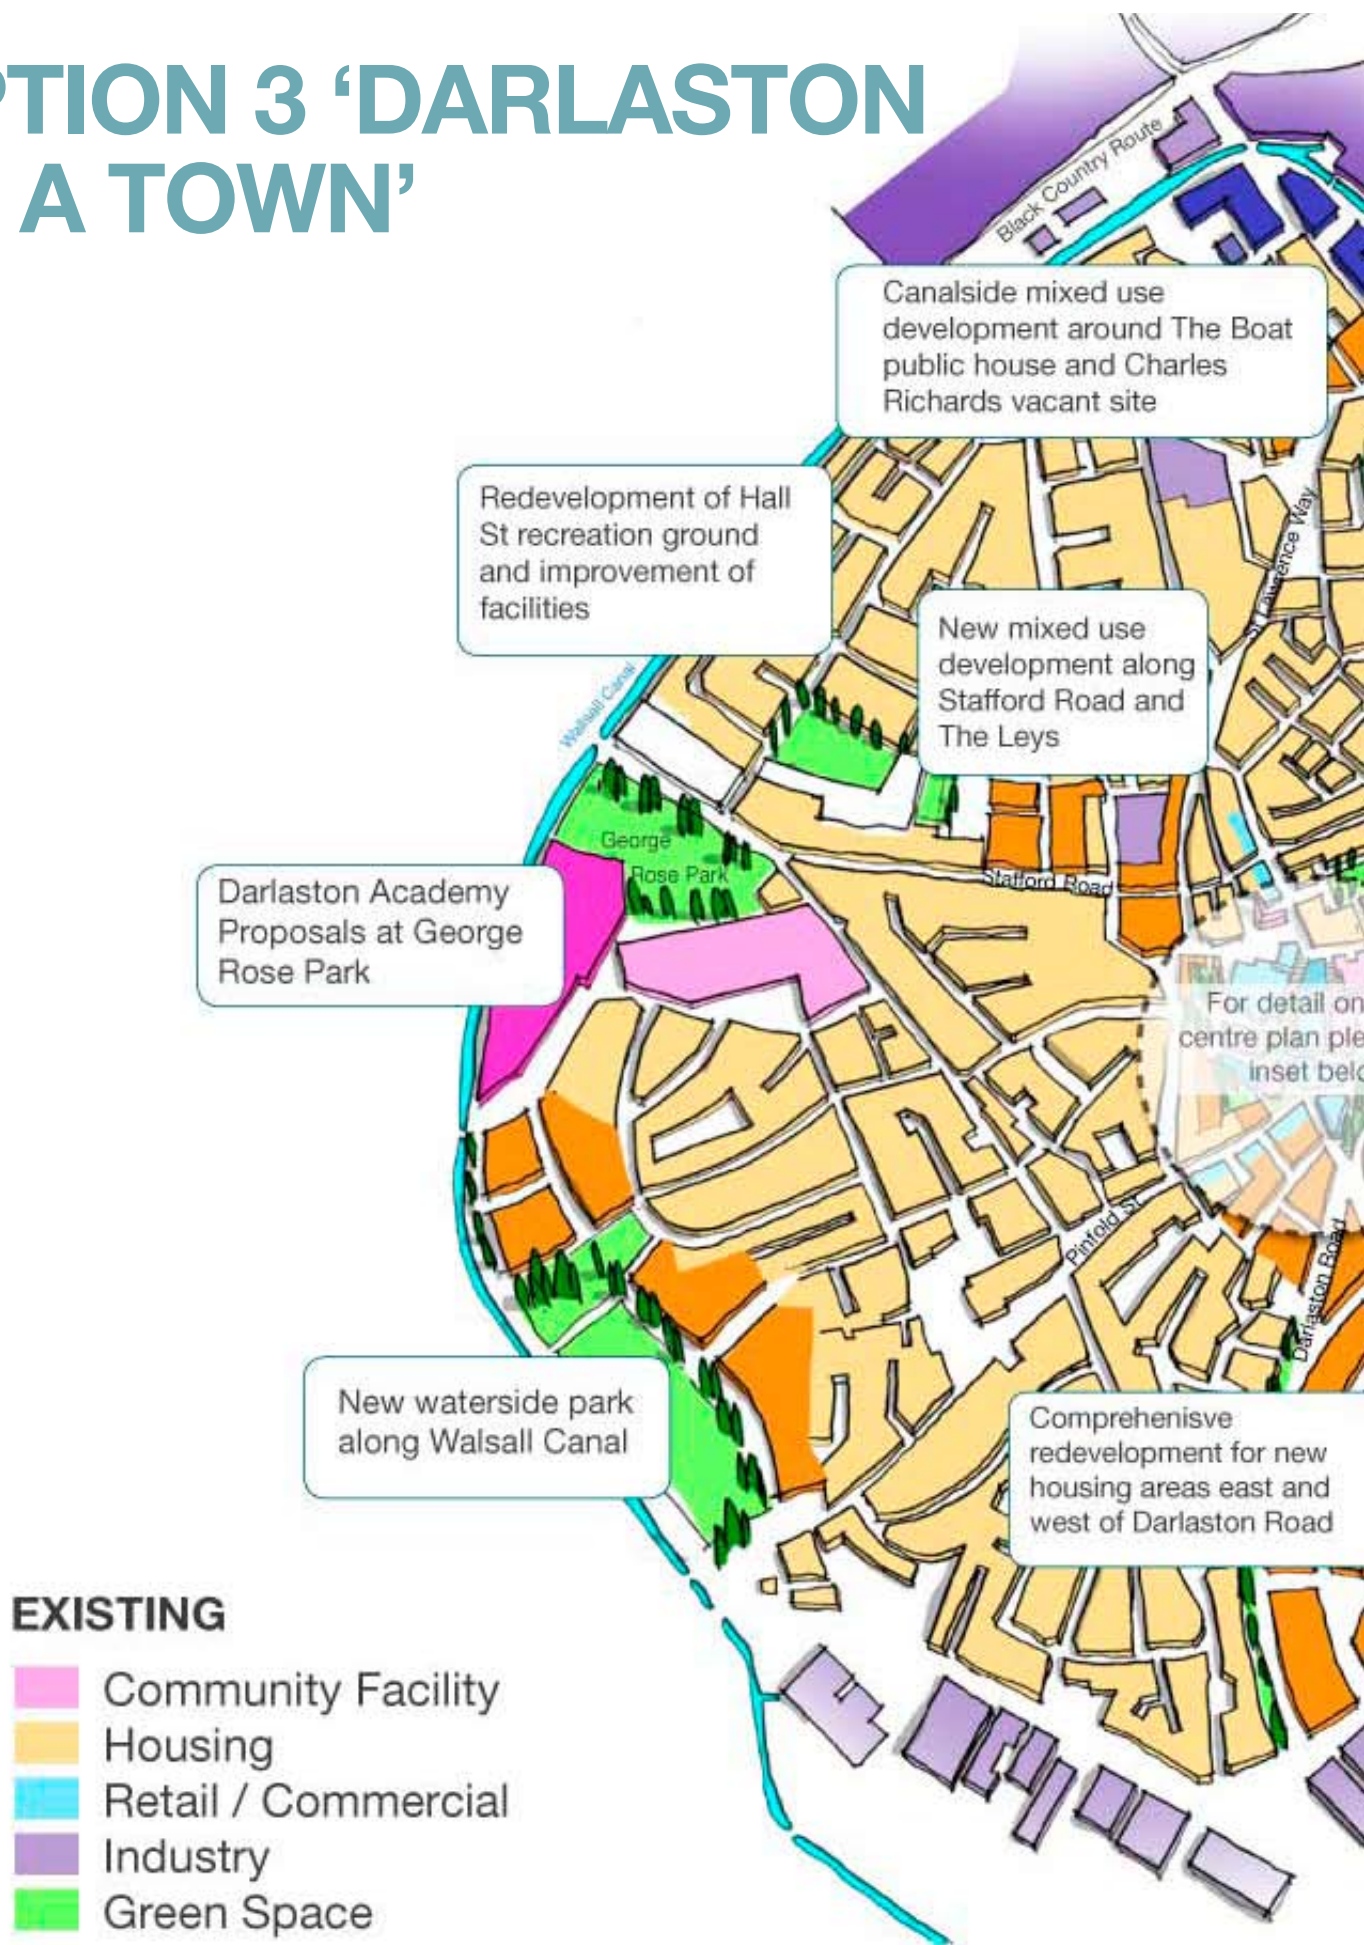 PTION 3 ‘DARLASTON
A TOWN’
Black Country Route
Canalside mixed use
development around The Boat
public house and Charles
Richards vacant site
Redevelopment of Hall
St recreation ground
and improvement of
facilities
St Lawrence Way
New mixed use
development along
Stafford Road and
The Leys
Walsall Canal
George
Rose Park
Stafford Road
Darlaston Academy
Proposals at George
Rose Park
For detail on
centre plan ple
inset belo
Pinfold St
Darlaston Road
New waterside park
along Walsall Canal
Comprehenisve
redevelopment for new
housing areas east and
west of Darlaston Road
EXISTING
Community Facility
Housing
Retail / Commercial
Industry
Green Space